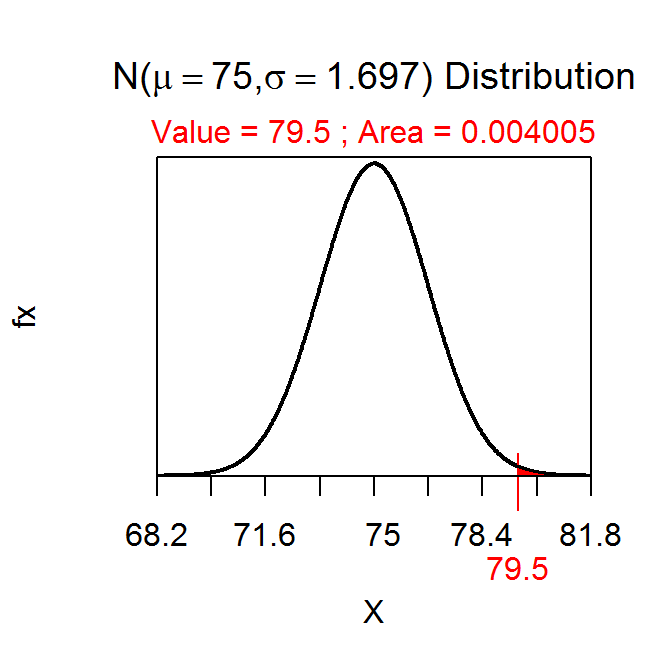 N(μ = 75,σ = 1.697) Distribution
Value = 79.5 ; Area = 0.004005
fx
68.2 71.6 75 78.4 81.8
79.5
X